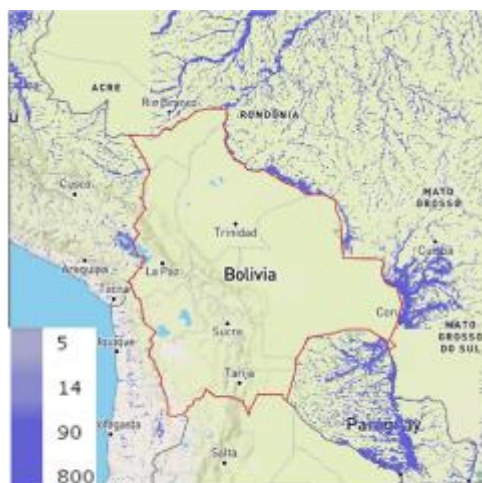 ACRE
Rio Branco
RONDÔNIA
Cusco
MATO
GROSSO
Trinidad
Cuiabá
Arequipa
La Paz
Bolivia
Tacna
Sucre
MATO
GROSSO
DO SUL
5
Iquique
14
Tarija
90
Paraguay
Salta
800